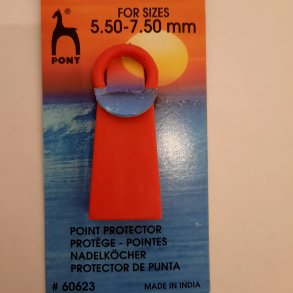 FOR SIZES
5.50-7.50 mm
PONY
POINT PROTECTOR
PROTÈGE - POINTES
NADELKÖCHER
PROTECTOR DE PUNTA
# 60623 MADE IN INDIA